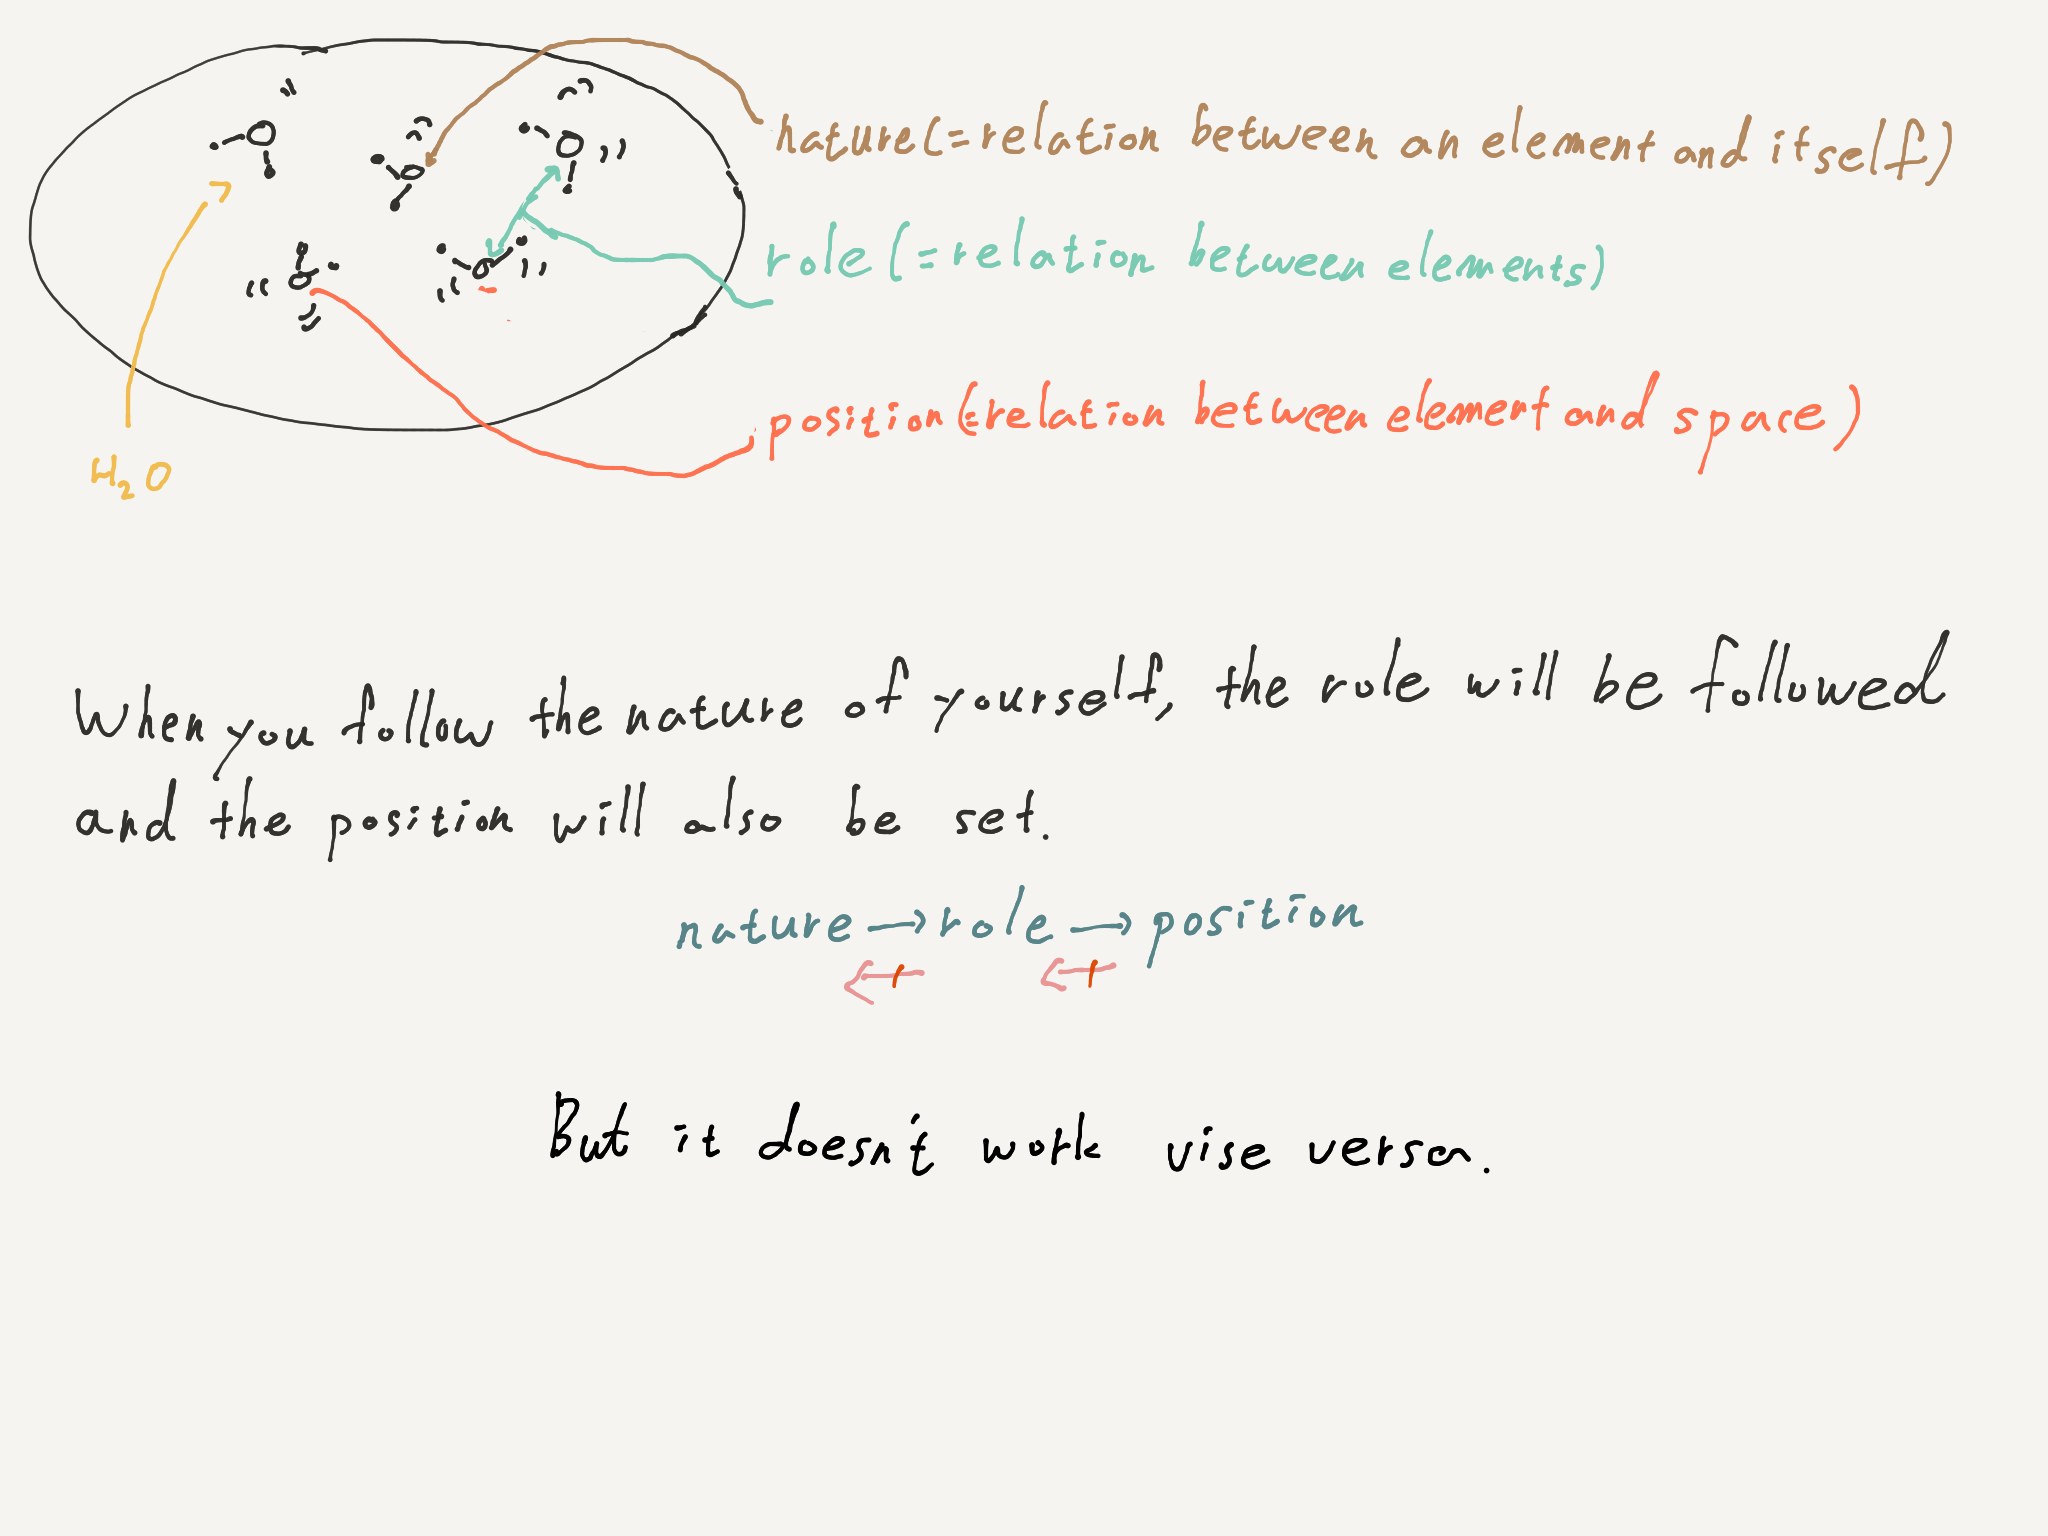 nature(=relation between an element and itself)
role(=relation between elements)
position(=relation between element and space)
H₂O
When you follow the nature of yourself, the role will be followed
and the position will also be set.
nature→role→position
But it doesn't work vise versa.